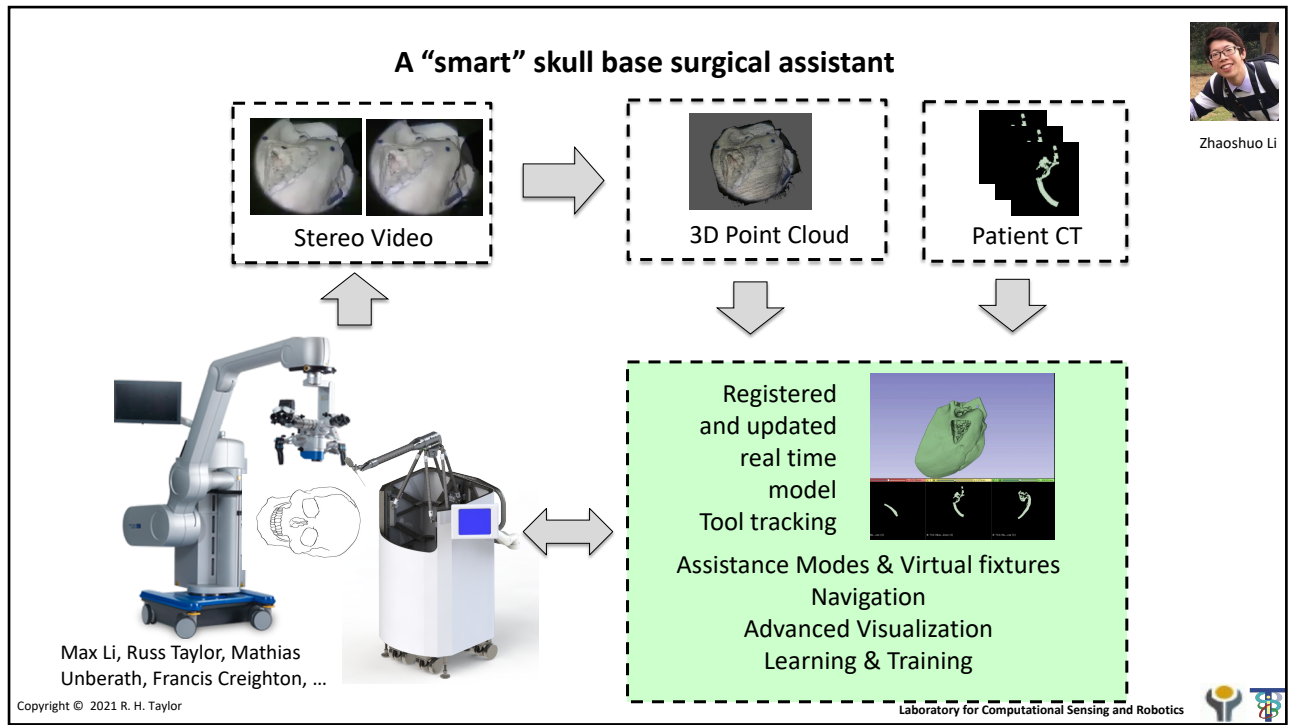 A “smart” skull base surgical assistant
Zhaoshuo Li
Stereo Video
3D Point Cloud
Patient CT
Registered
and updated
real time
model
Tool tracking
Assistance Modes & Virtual fixtures
Navigation
Advanced Visualization
Learning & Training
Max Li, Russ Taylor, Mathias
Unberath, Francis Creighton, …
Copyright © 2021 R. H. Taylor
Laboratory for Computational Sensing and Robotics